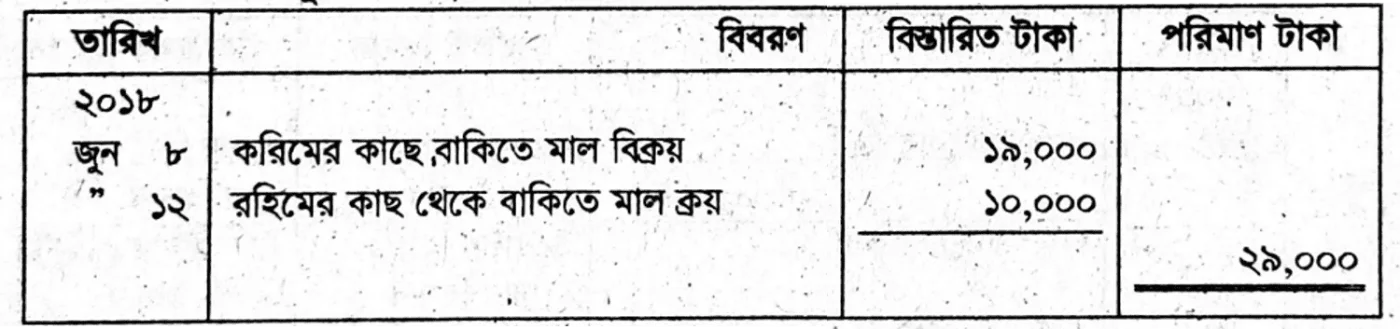 তারিখ বিবরণ বিস্তারিত টাকা পরিমাণ টাকা
২০১৮
জুন ৮ করিমের কাছে বাকিতে মাল বিক্রয় ১৯,০০০
” ১২ রহিমের কাছ থেকে বাকিতে মাল ক্রয় ১০,০০০
২৯,০০০